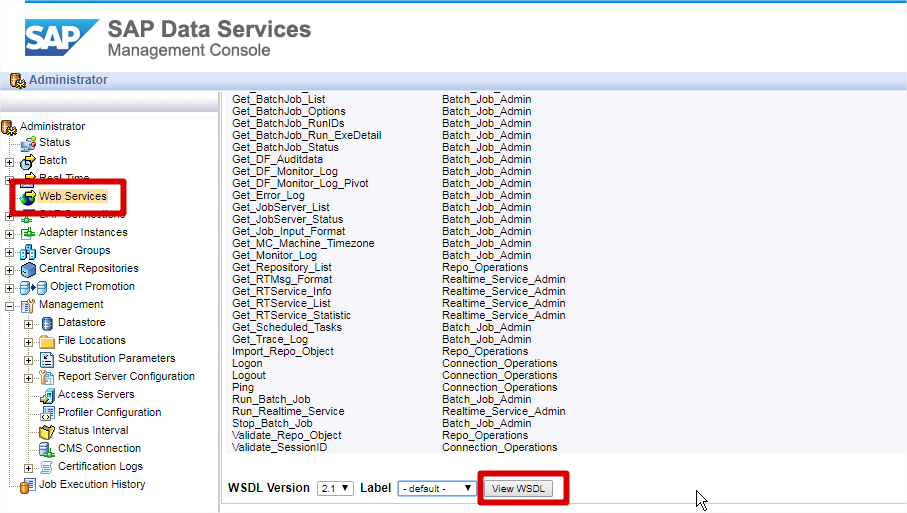 SAP
SAP Data Services
Management Console
Administrator
Administrator
Status
Batch
Real-Time
Web Services
SAP Connections
Adapter Instances
Server Groups
Central Repositories
Object Promotion
Management
Datastore
File Locations
Substitution Parameters
Report Server Configuration
Access Servers
Profiler Configuration
Status Interval
CMS Connection
Certification Logs
Job Execution History
Get_BatchJob_List Batch_Job_Admin
Get_BatchJob_Options Batch_Job_Admin
Get_BatchJob_RunIDs Batch_Job_Admin
Get_BatchJob_Run_ExeDetail Batch_Job_Admin
Get_BatchJob_Status Batch_Job_Admin
Get_DF_Auditdata Batch_Job_Admin
Get_DF_Monitor_Log Batch_Job_Admin
Get_DF_Monitor_Log_Pivot Batch_Job_Admin
Get_Error_Log Batch_Job_Admin
Get_JobServer_List Batch_Job_Admin
Get_JobServer_Status Batch_Job_Admin
Get_Job_Input_Format Batch_Job_Admin
Get_MC_Machine_Timezone Batch_Job_Admin
Get_Monitor_Log Batch_Job_Admin
Get_Repository_List Repo_Operations
Get_RTMsg_Format Realtime_Service_Admin
Get_RTService_Info Realtime_Service_Admin
Get_RTService_List Realtime_Service_Admin
Get_RTService_Statistic Realtime_Service_Admin
Get_Scheduled_Tasks Batch_Job_Admin
Get_Trace_Log Batch_Job_Admin
Import_Repo_Object Repo_Operations
Logon Connection_Operations
Logout Connection_Operations
Ping Connection_Operations
Run_Batch_Job Batch_Job_Admin
Run_Realtime_Service Realtime_Service_Admin
Stop_Batch_Job Batch_Job_Admin
Validate_Repo_Object Repo_Operations
Validate_SessionID Connection_Operations
WSDL Version 2.1 Label - default - View WSDL